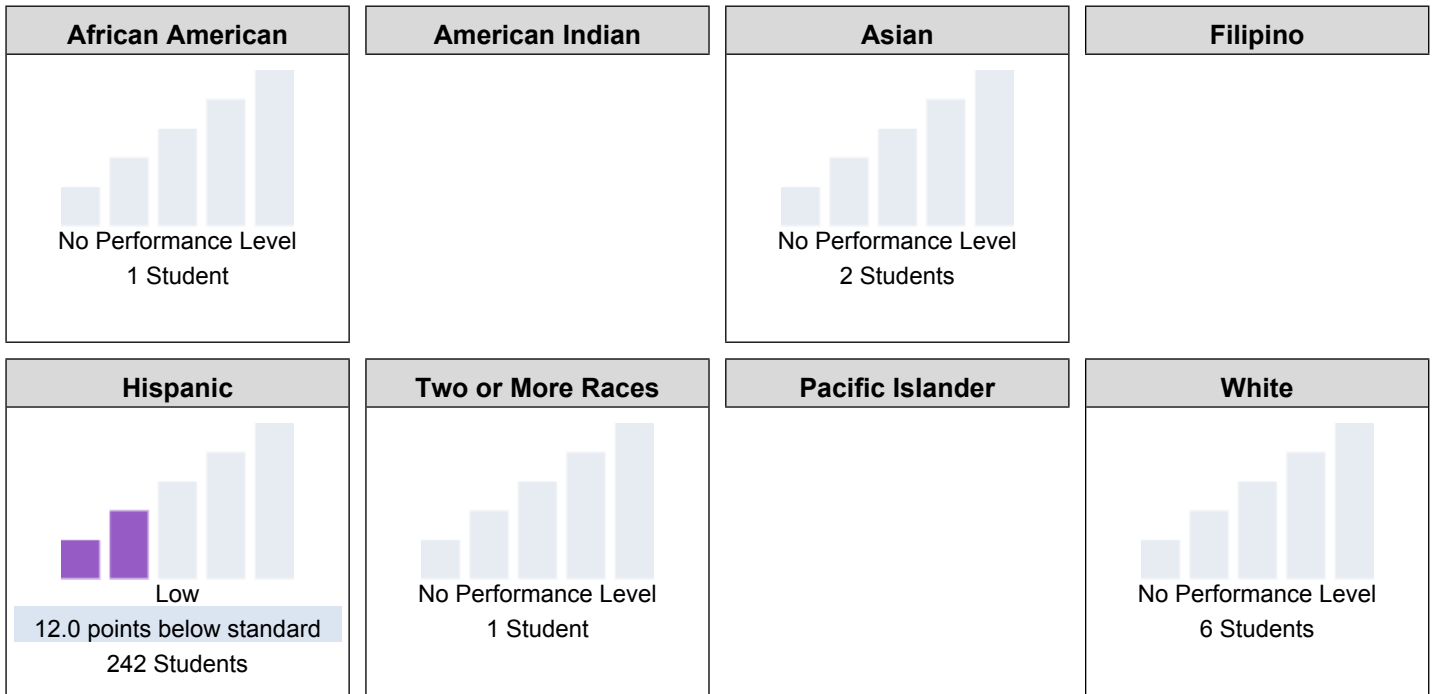 African American
American Indian
Asian
Filipino
No Performance Level
1 Student
No Performance Level
2 Students
Hispanic
Two or More Races
Pacific Islander
White
Low
12.0 points below standard
242 Students
No Performance Level
1 Student
No Performance Level
6 Students